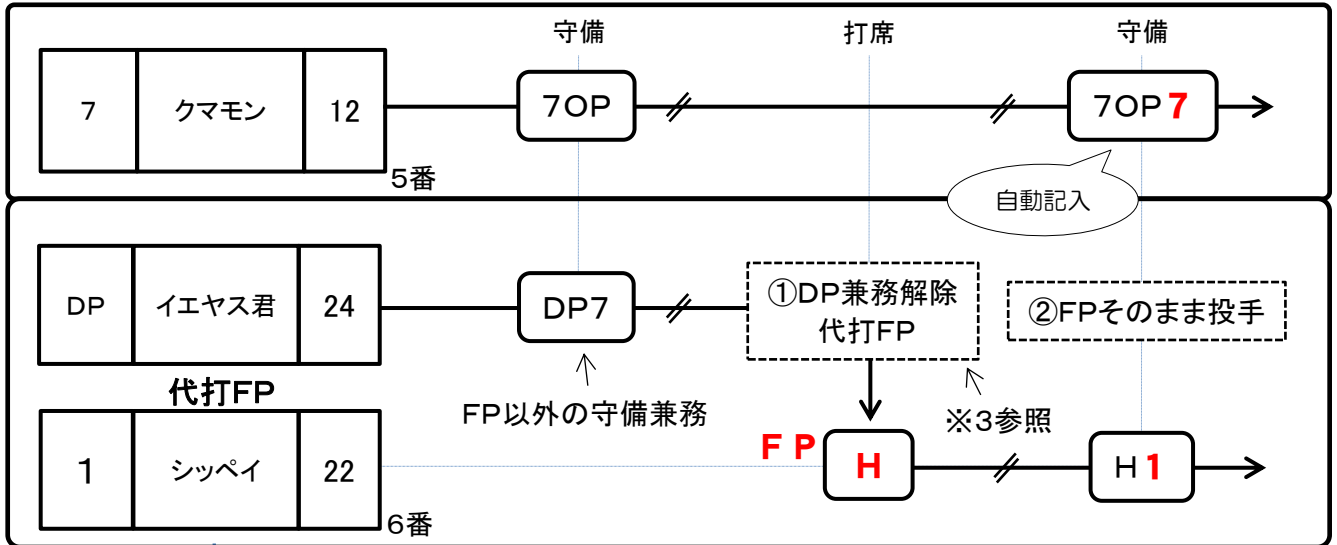 守備 打席 守備
7 クマモン 12 7OP 7OP7
5番
自動記入
DP イエヤス君 24 DP7 ①DP兼務解除
代打FP
②FPそのまま投手
代打FP
FP以外の守備兼務
※3参照
1 シッペイ 22 FP H H1
6番